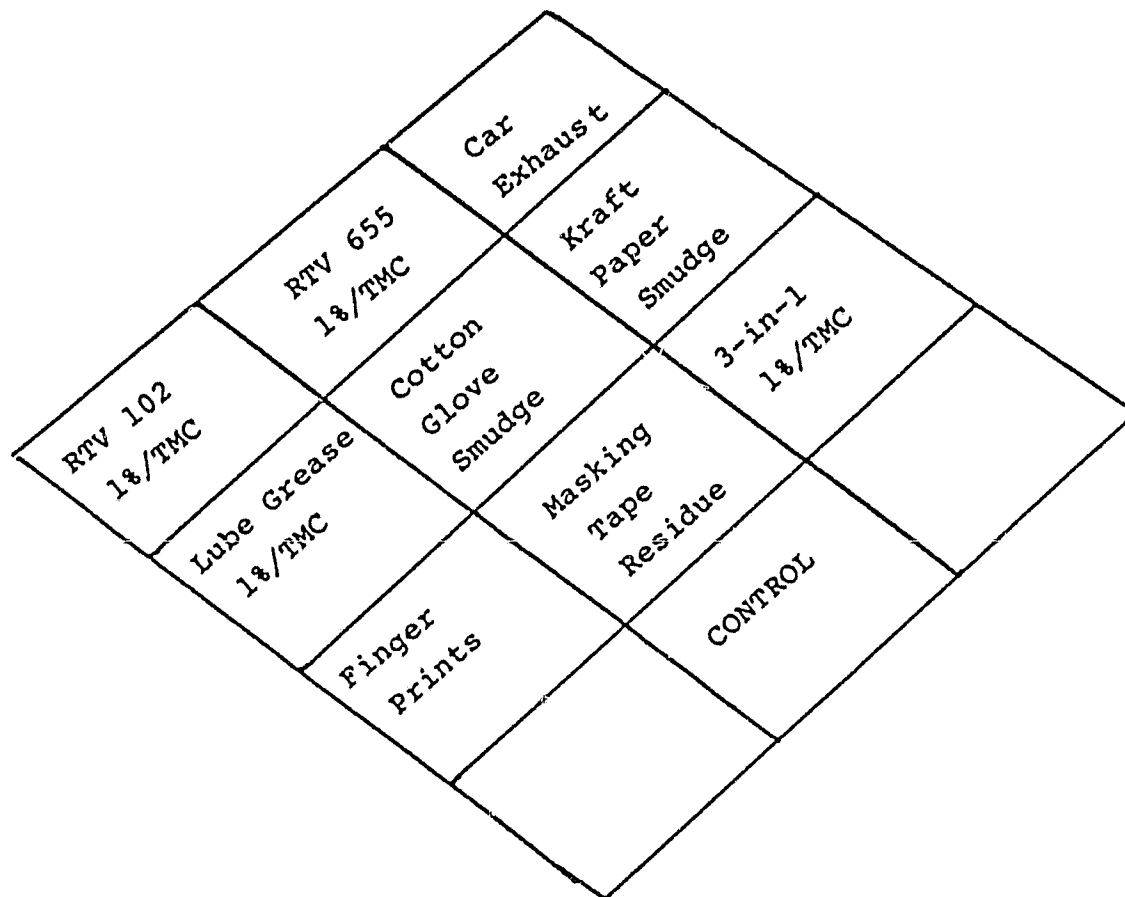 Car
Exhaust
RTV 655
1%/TMC
Kraft
Paper
Smudge
RTV 102
1%/TMC
Cotton
Glove
Smudge
3-in-1
1%/TMC
Lube Grease
1%/TMC
Masking
Tape
Residue
Finger
Prints
CONTROL